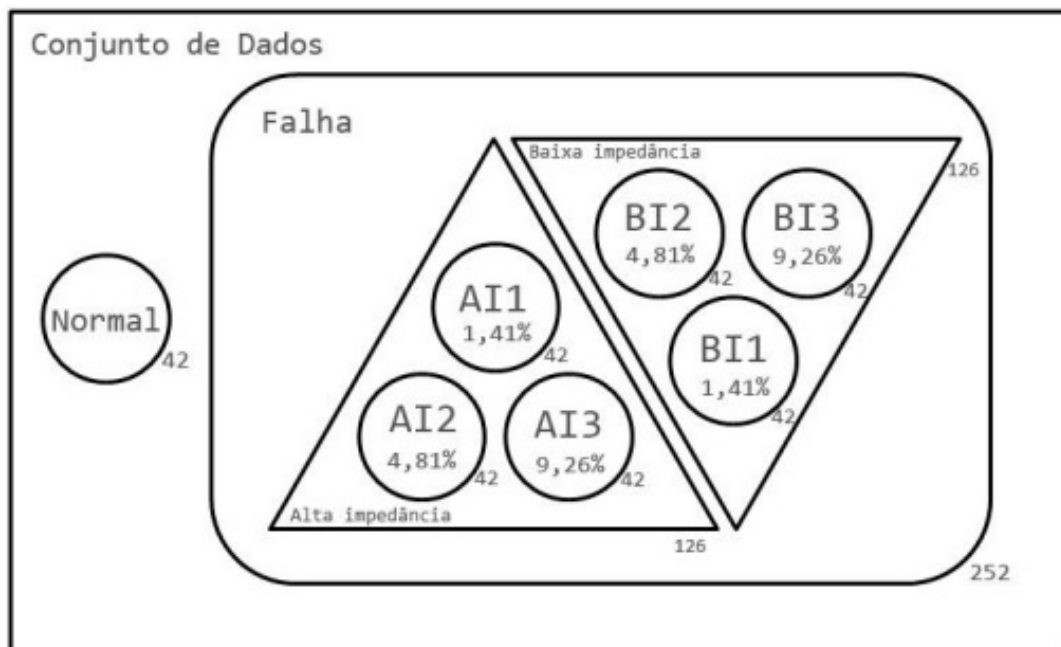 Conjunto de Dados
Falha
Baixa impedância
126
BI2
4,81%
42
BI3
9,26%
42
BI1
1,41%
42
Normal
42
AI1
1,41%
42
AI2
4,81%
42
AI3
9,26%
42
Alta impedância
126
252